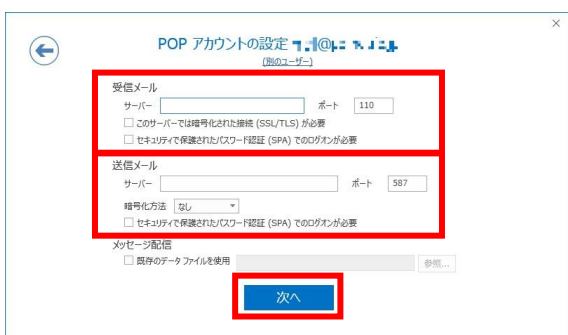 POP アカウントの設定
(別のユーザー)
受信メール
サーバー ポート 110
このサーバーでは暗号化された接続 (SSL/TLS) が必要
セキュリティで保護されたパスワード認証 (SPA) でのログオンが必要
送信メール
サーバー ポート 587
暗号化方法 なし
セキュリティで保護されたパスワード認証 (SPA) でのログオンが必要
メッセージ配信
既存のデータ ファイルを使用 参照...
次へ